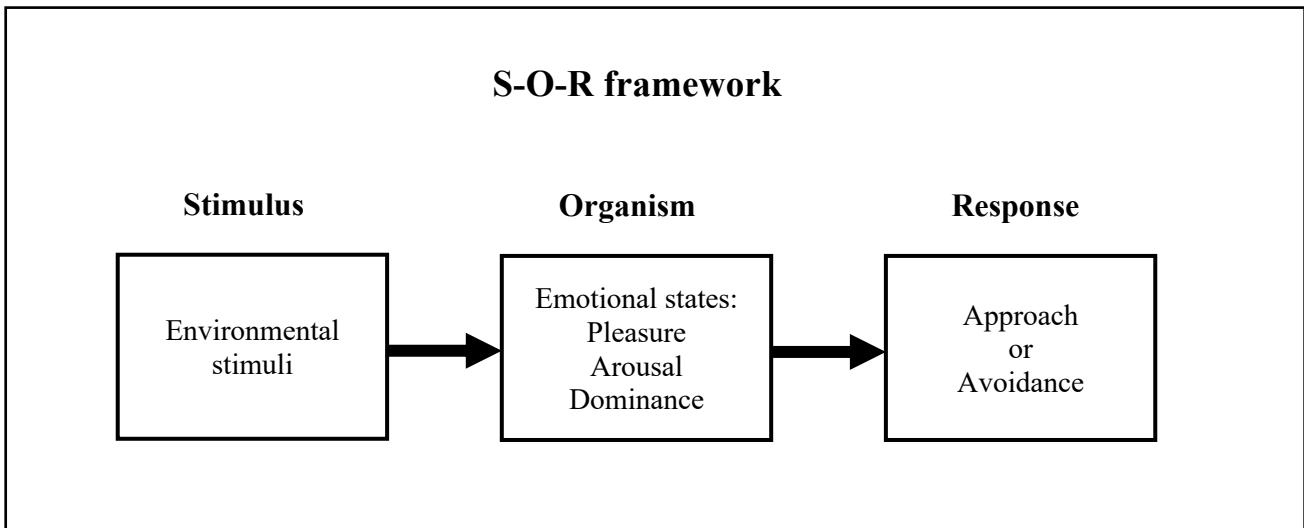 S-O-R framework
Stimulus
Organism
Response
Environmental
stimuli
Emotional states:
Pleasure
Arousal
Dominance
Approach
or
Avoidance